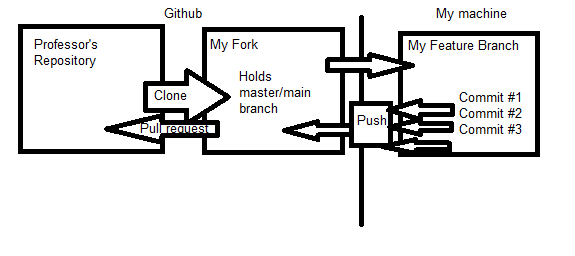 Github
My machine
Professor's
Repository
My Fork
My Feature Branch
Clone
Holds
master/main
branch
Pull request
Push
Commit #1
Commit #2
Commit #3